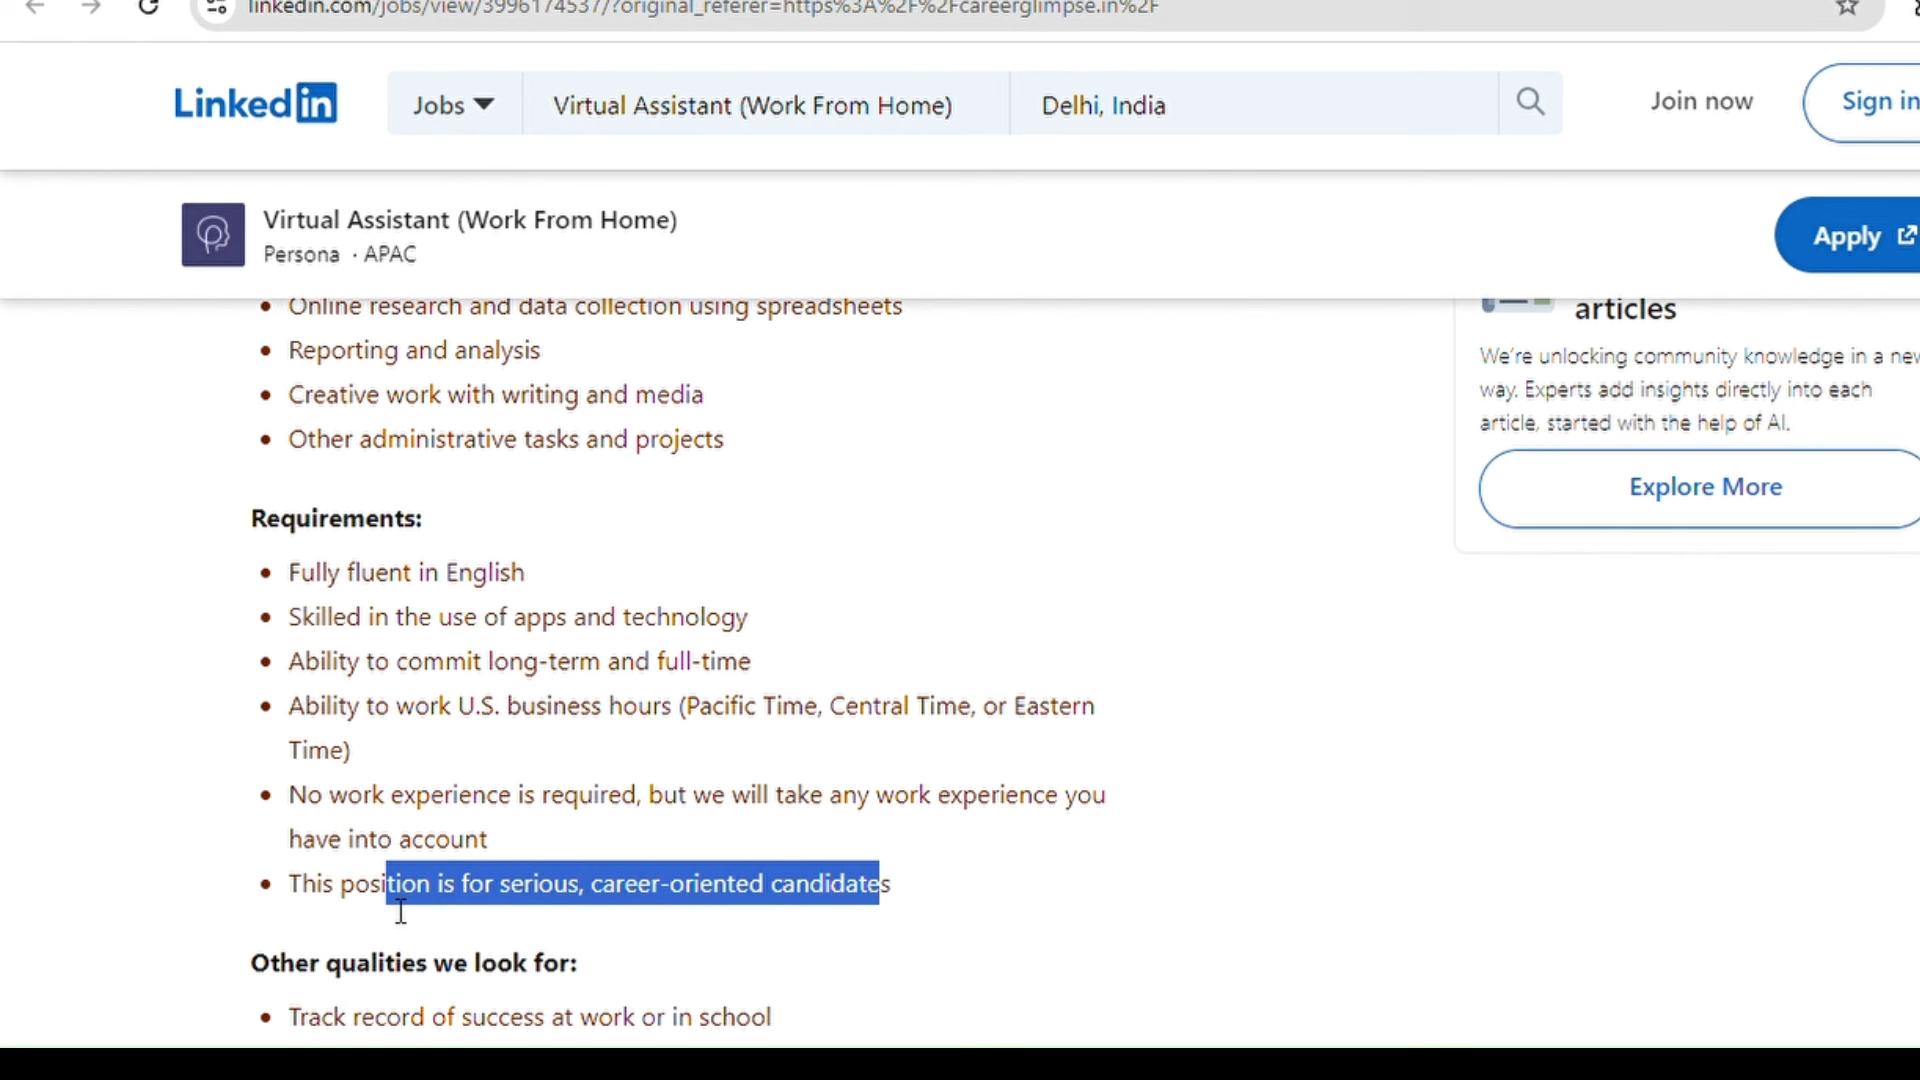 linkedin.com/jobs/view/3996174537/?original_referer=https%3A%2F%2Fcareerglimpse.in%2F
Linked in
Jobs
Virtual Assistant (Work From Home)
Delhi, India
Join now
Sign in
Virtual Assistant (Work From Home)
Persona · APAC
Apply
• Online research and data collection using spreadsheets
• Reporting and analysis
• Creative work with writing and media
• Other administrative tasks and projects
Requirements:
• Fully fluent in English
• Skilled in the use of apps and technology
• Ability to commit long-term and full-time
• Ability to work U.S. business hours (Pacific Time, Central Time, or Eastern
Time)
• No work experience is required, but we will take any work experience you
have into account
• This position is for serious, career-oriented candidates
Other qualities we look for:
• Track record of success at work or in school
articles
We're unlocking community knowledge in a new
way. Experts add insights directly into each
article, started with the help of AI.
Explore More